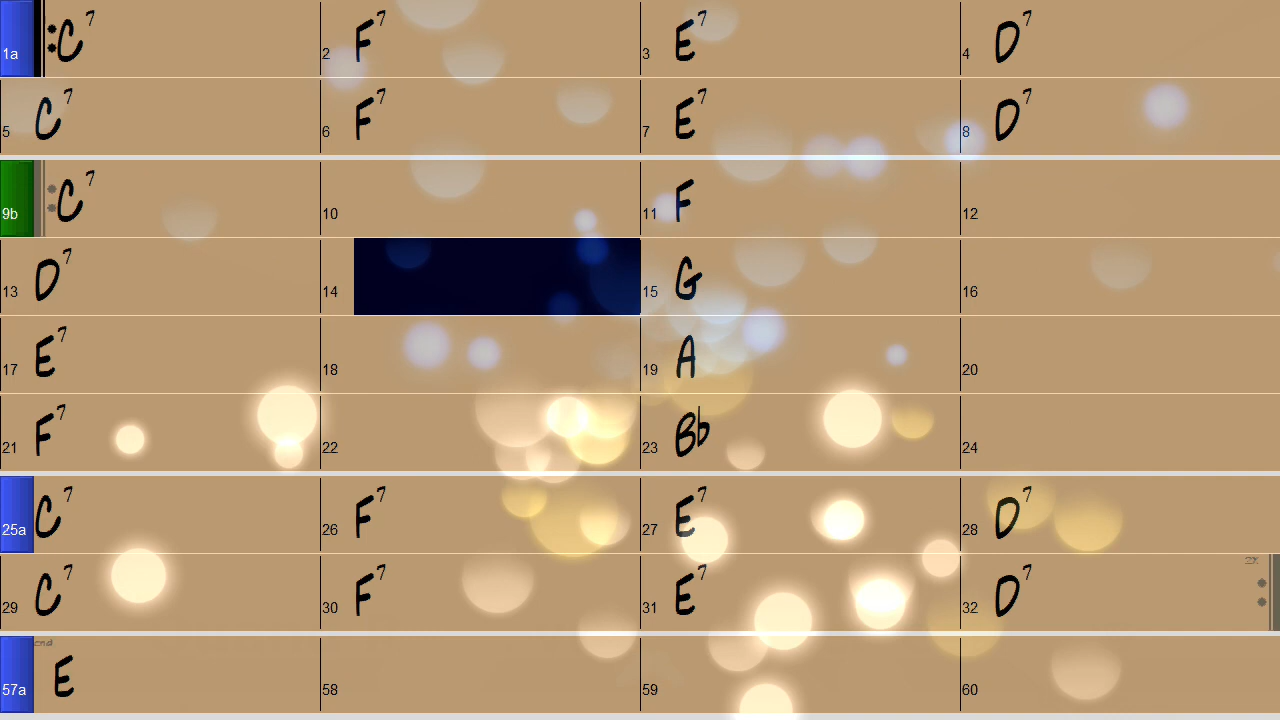 1a C7 2 F7 3 E7 4 D7
5 C7 6 F7 7 E7 8 D7
9b C7 10 11 F 12
13 D7 14 15 G 16
17 E7 18 19 A 20
21 F7 22 23 Bb 24
25a C7 26 F7 27 E7 28 D7
29 C7 30 F7 31 E7 32 D7 2x
57a end E 58 59 60